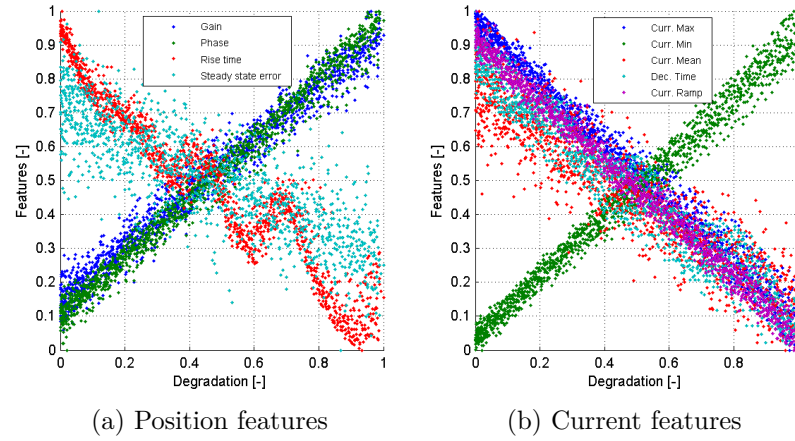 1
0.9
0.8
0.7
0.6
0.5
0.4
0.3
0.2
0.1
0
Features [-]
Gain
Phase
Rise time
Steady state error
0 0.2 0.4 0.6 0.8 1
Degradation [-]
(a) Position features
1
0.9
0.8
0.7
0.6
0.5
0.4
0.3
0.2
0.1
0
Features [-]
Curr. Max
Curr. Min
Curr. Mean
Dec. Time
Curr. Ramp
0 0.2 0.4 0.6 0.8
Degradation [-]
(b) Current features